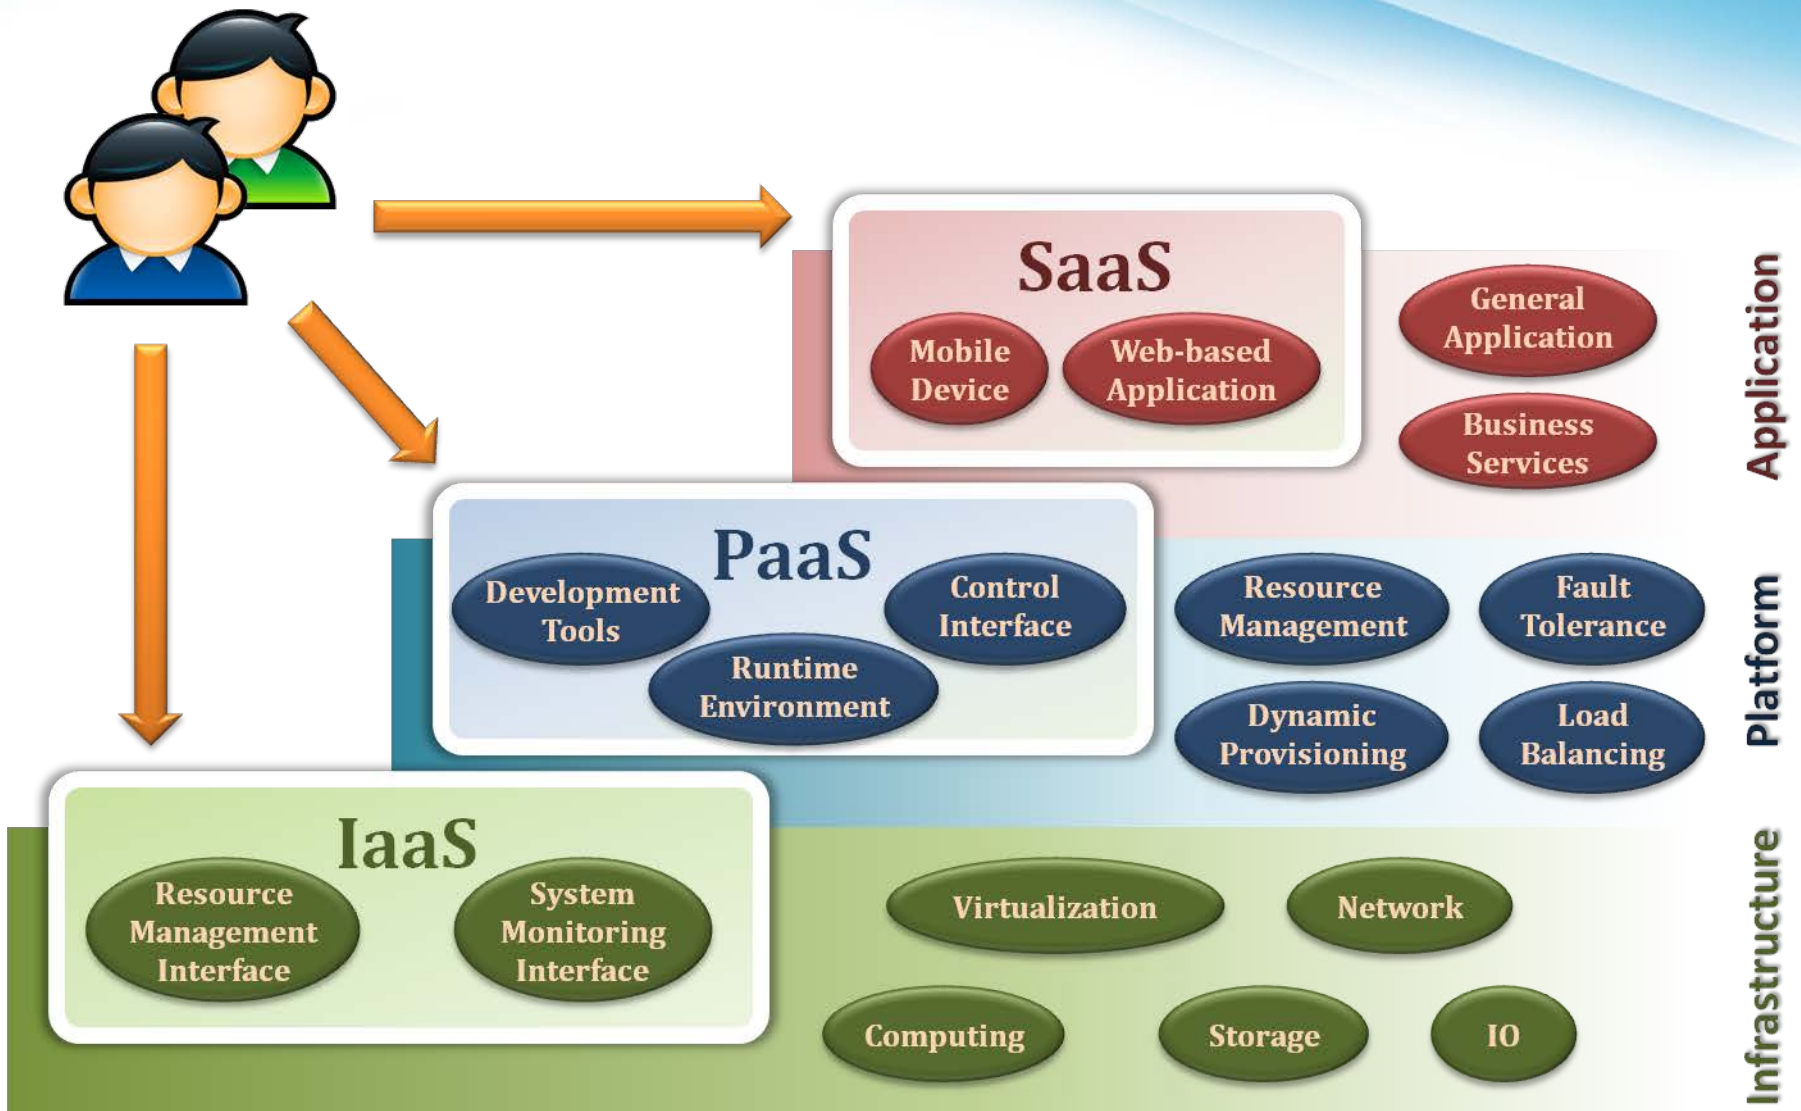 SaaS
Mobile
Device
Web-based
Application
General
Application
Business
Services
Application
PaaS
Development
Tools
Runtime
Environment
Control
Interface
Resource
Management
Fault
Tolerance
Dynamic
Provisioning
Load
Balancing
Platform
IaaS
Resource
Management
Interface
System
Monitoring
Interface
Virtualization
Network
Computing
Storage
IO
Infrastructure